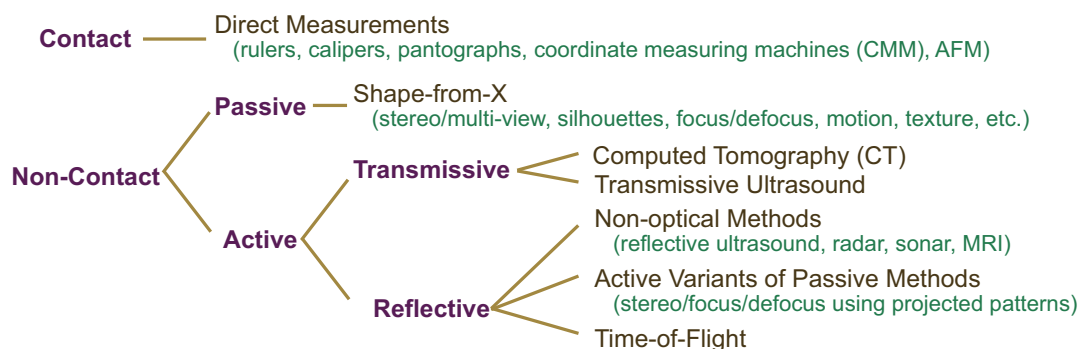 Contact
Direct Measurements
(rulers, calipers, pantographs, coordinate measuring machines (CMM), AFM)
Passive
Shape-from-X
(stereo/multi-view, silhouettes, focus/defocus, motion, texture, etc.)
Non-Contact
Transmissive
Computed Tomography (CT)
Transmissive Ultrasound
Active
Non-optical Methods
(reflective ultrasound, radar, sonar, MRI)
Reflective
Active Variants of Passive Methods
(stereo/focus/defocus using projected patterns)
Time-of-Flight